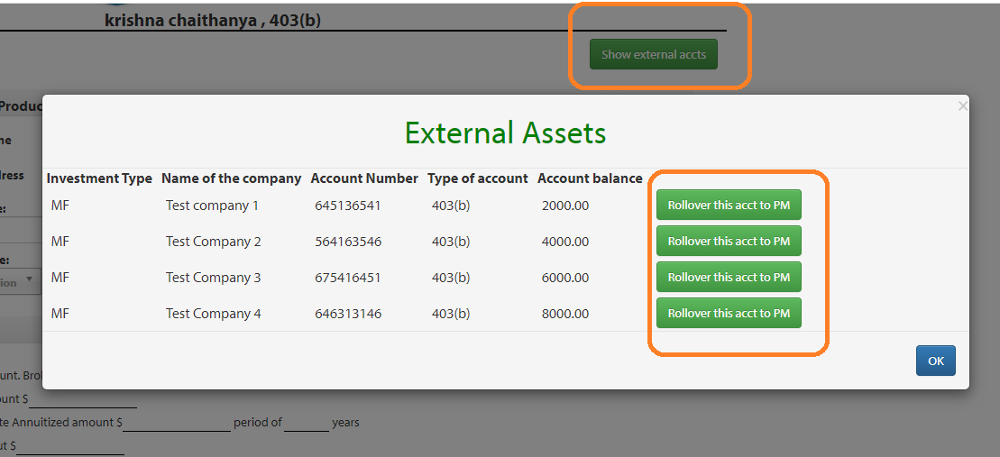 krishna chaithanya , 403(b)
Show external accts
Produc
ne
×
External Assets
ress
Investment Type Name of the company Account Number Type of account Account balance
MF Test company 1 645136541 403(b) 2000.00 Rollover this acct to PM
e:
MF Test Company 2 564163546 403(b) 4000.00 Rollover this acct to PM
e:
MF Test Company 3 675416451 403(b) 6000.00 Rollover this acct to PM
ion
MF Test Company 4 646313146 403(b) 8000.00 Rollover this acct to PM
OK
unt. Bro
ount $
te Annuitized amount $ period of years
ut $